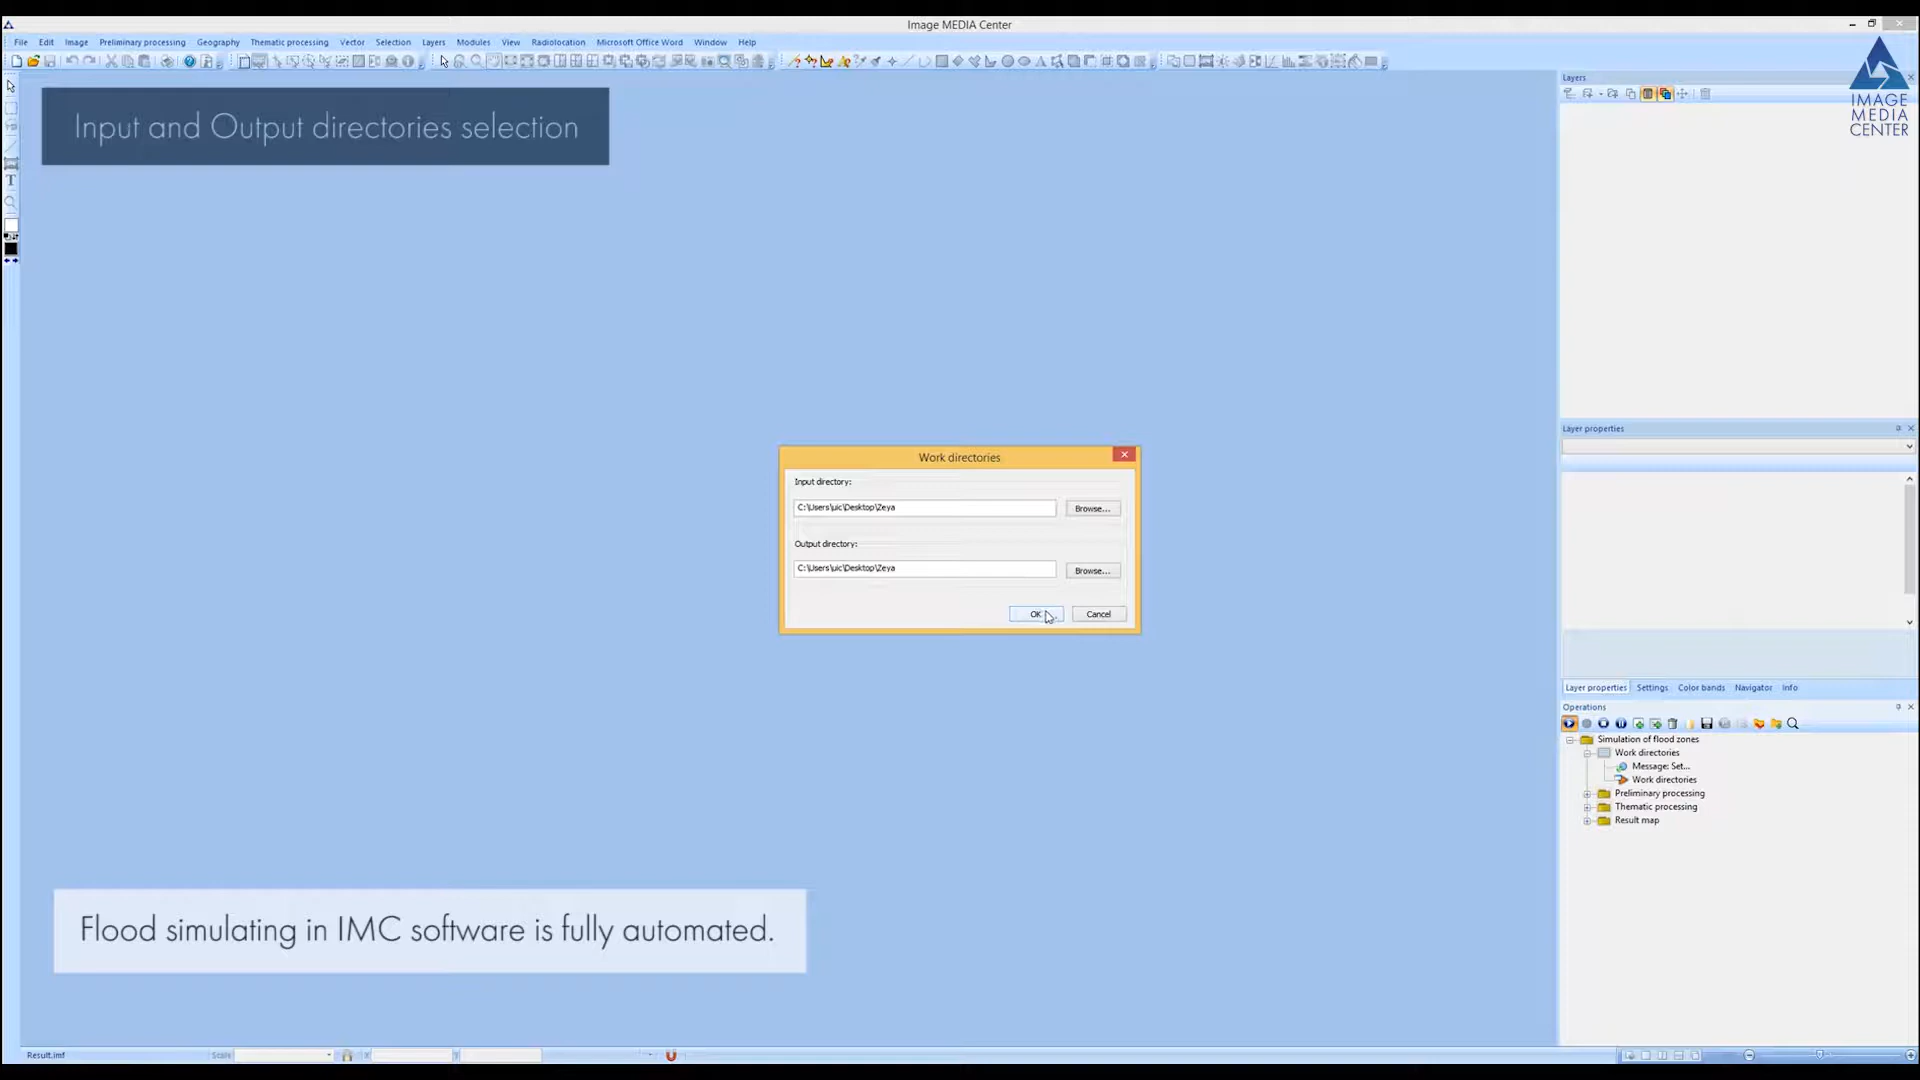 Image MEDIA Center
File Edit Image Preliminary processing Geography Thematic processing Vector Selection Layers Modules View Radiolocation Microsoft Office Word Window Help
Input and Output directories selection
Layers
IMAGE
MEDIA
CENTER
T
Work directories
Input directory:
C:\Users\uic\Desktop\Zeya
Browse...
Output directory:
C:\Users\uic\Desktop\Zeya
Browse...
OK
Cancel
Layer properties
Layer properties Settings Color bands Navigator Info
Operations
Simulation of flood zones
Work directories
Message: Set...
Work directories
Preliminary processing
Thematic processing
Result map
Flood simulating in IMC software is fully automated.
Result.imf
Scale
X
Y